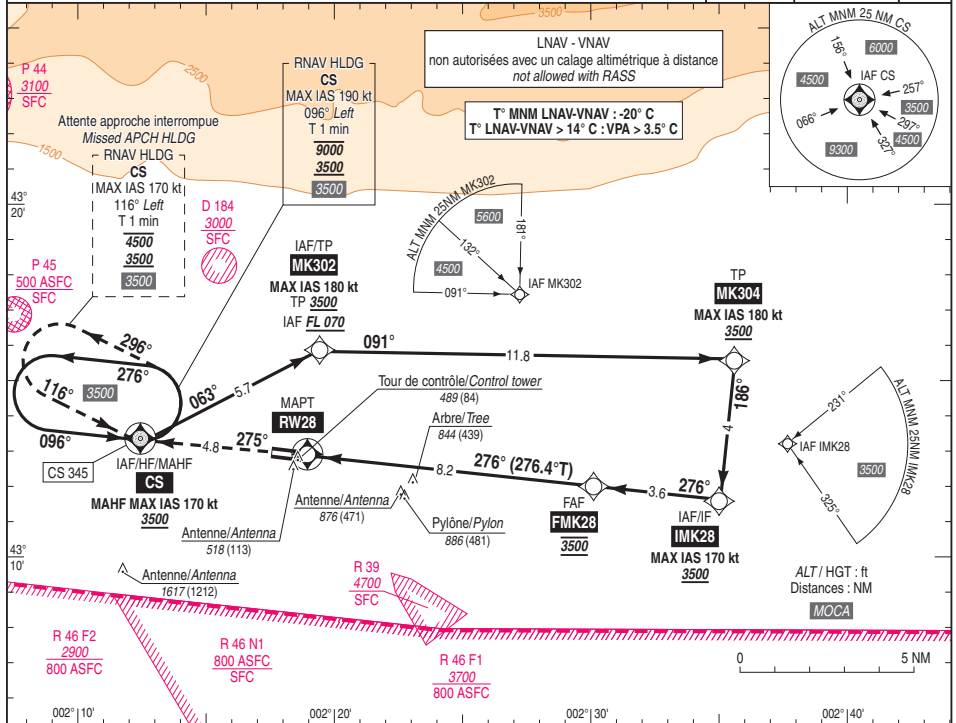 3500
2500
1500
P 44
3100
SFC
RNAV HLDG
CS
MAX IAS 190 kt
096° Left
T 1 min
9000
3500
3500
LNAV - VNAV
non autorisées avec un calage altimétrique à distance
not allowed with RASS
T° MNM LNAV-VNAV : -20° C
T° LNAV-VNAV > 14° C : VPA > 3.5° C
ALT MNM 25 NM CS
156°
6000
4500
IAF CS
257°
3500
066°
297°
4500
327°
9300
Attente approche interrompue
Missed APCH HLDG
RNAV HLDG
CS
MAX IAS 170 kt
116° Left
T 1 min
4500
3500
3500
43°
20'
D 184
3000
SFC
P 45
500 ASFC
SFC
IAF/TP
MK302
MAX IAS 180 kt
TP 3500
IAF FL 070
ALT MNM 25NM MK302
5600
181°
132°
4500
091°
IAF MK302
TP
MK304
MAX IAS 180 kt
3500
296°
276°
116°
3500
096°
063°
5.7
091°
11.8
186°
4
Tour de contrôle/Control tower
489 (84)
MAPT
RW28
Arbre/Tree
844 (439)
4.8
275°
8.2
276° (276.4°T)
3.6
276°
CS 345
IAF/HF/MAHF
CS
MAHF MAX IAS 170 kt
3500
Antenne/Antenna
518 (113)
Antenne/Antenna
876 (471)
Pylône/Pylon
886 (481)
FAF
FMK28
3500
IAF/IF
IMK28
MAX IAS 170 kt
3500
231°
IAF IMK28
325°
3500
ALT MNM 25NM IMK28
43°
10'
Antenne/Antenna
1617 (1212)
R 39
4700
SFC
ALT / HGT : ft
Distances : NM
MOCA
R 46 F2
2900
800 ASFC
R 46 N1
800 ASFC
SFC
R 46 F1
3700
800 ASFC
0
5 NM
002° 10'
002° 20'
002° 30'
002° 40'